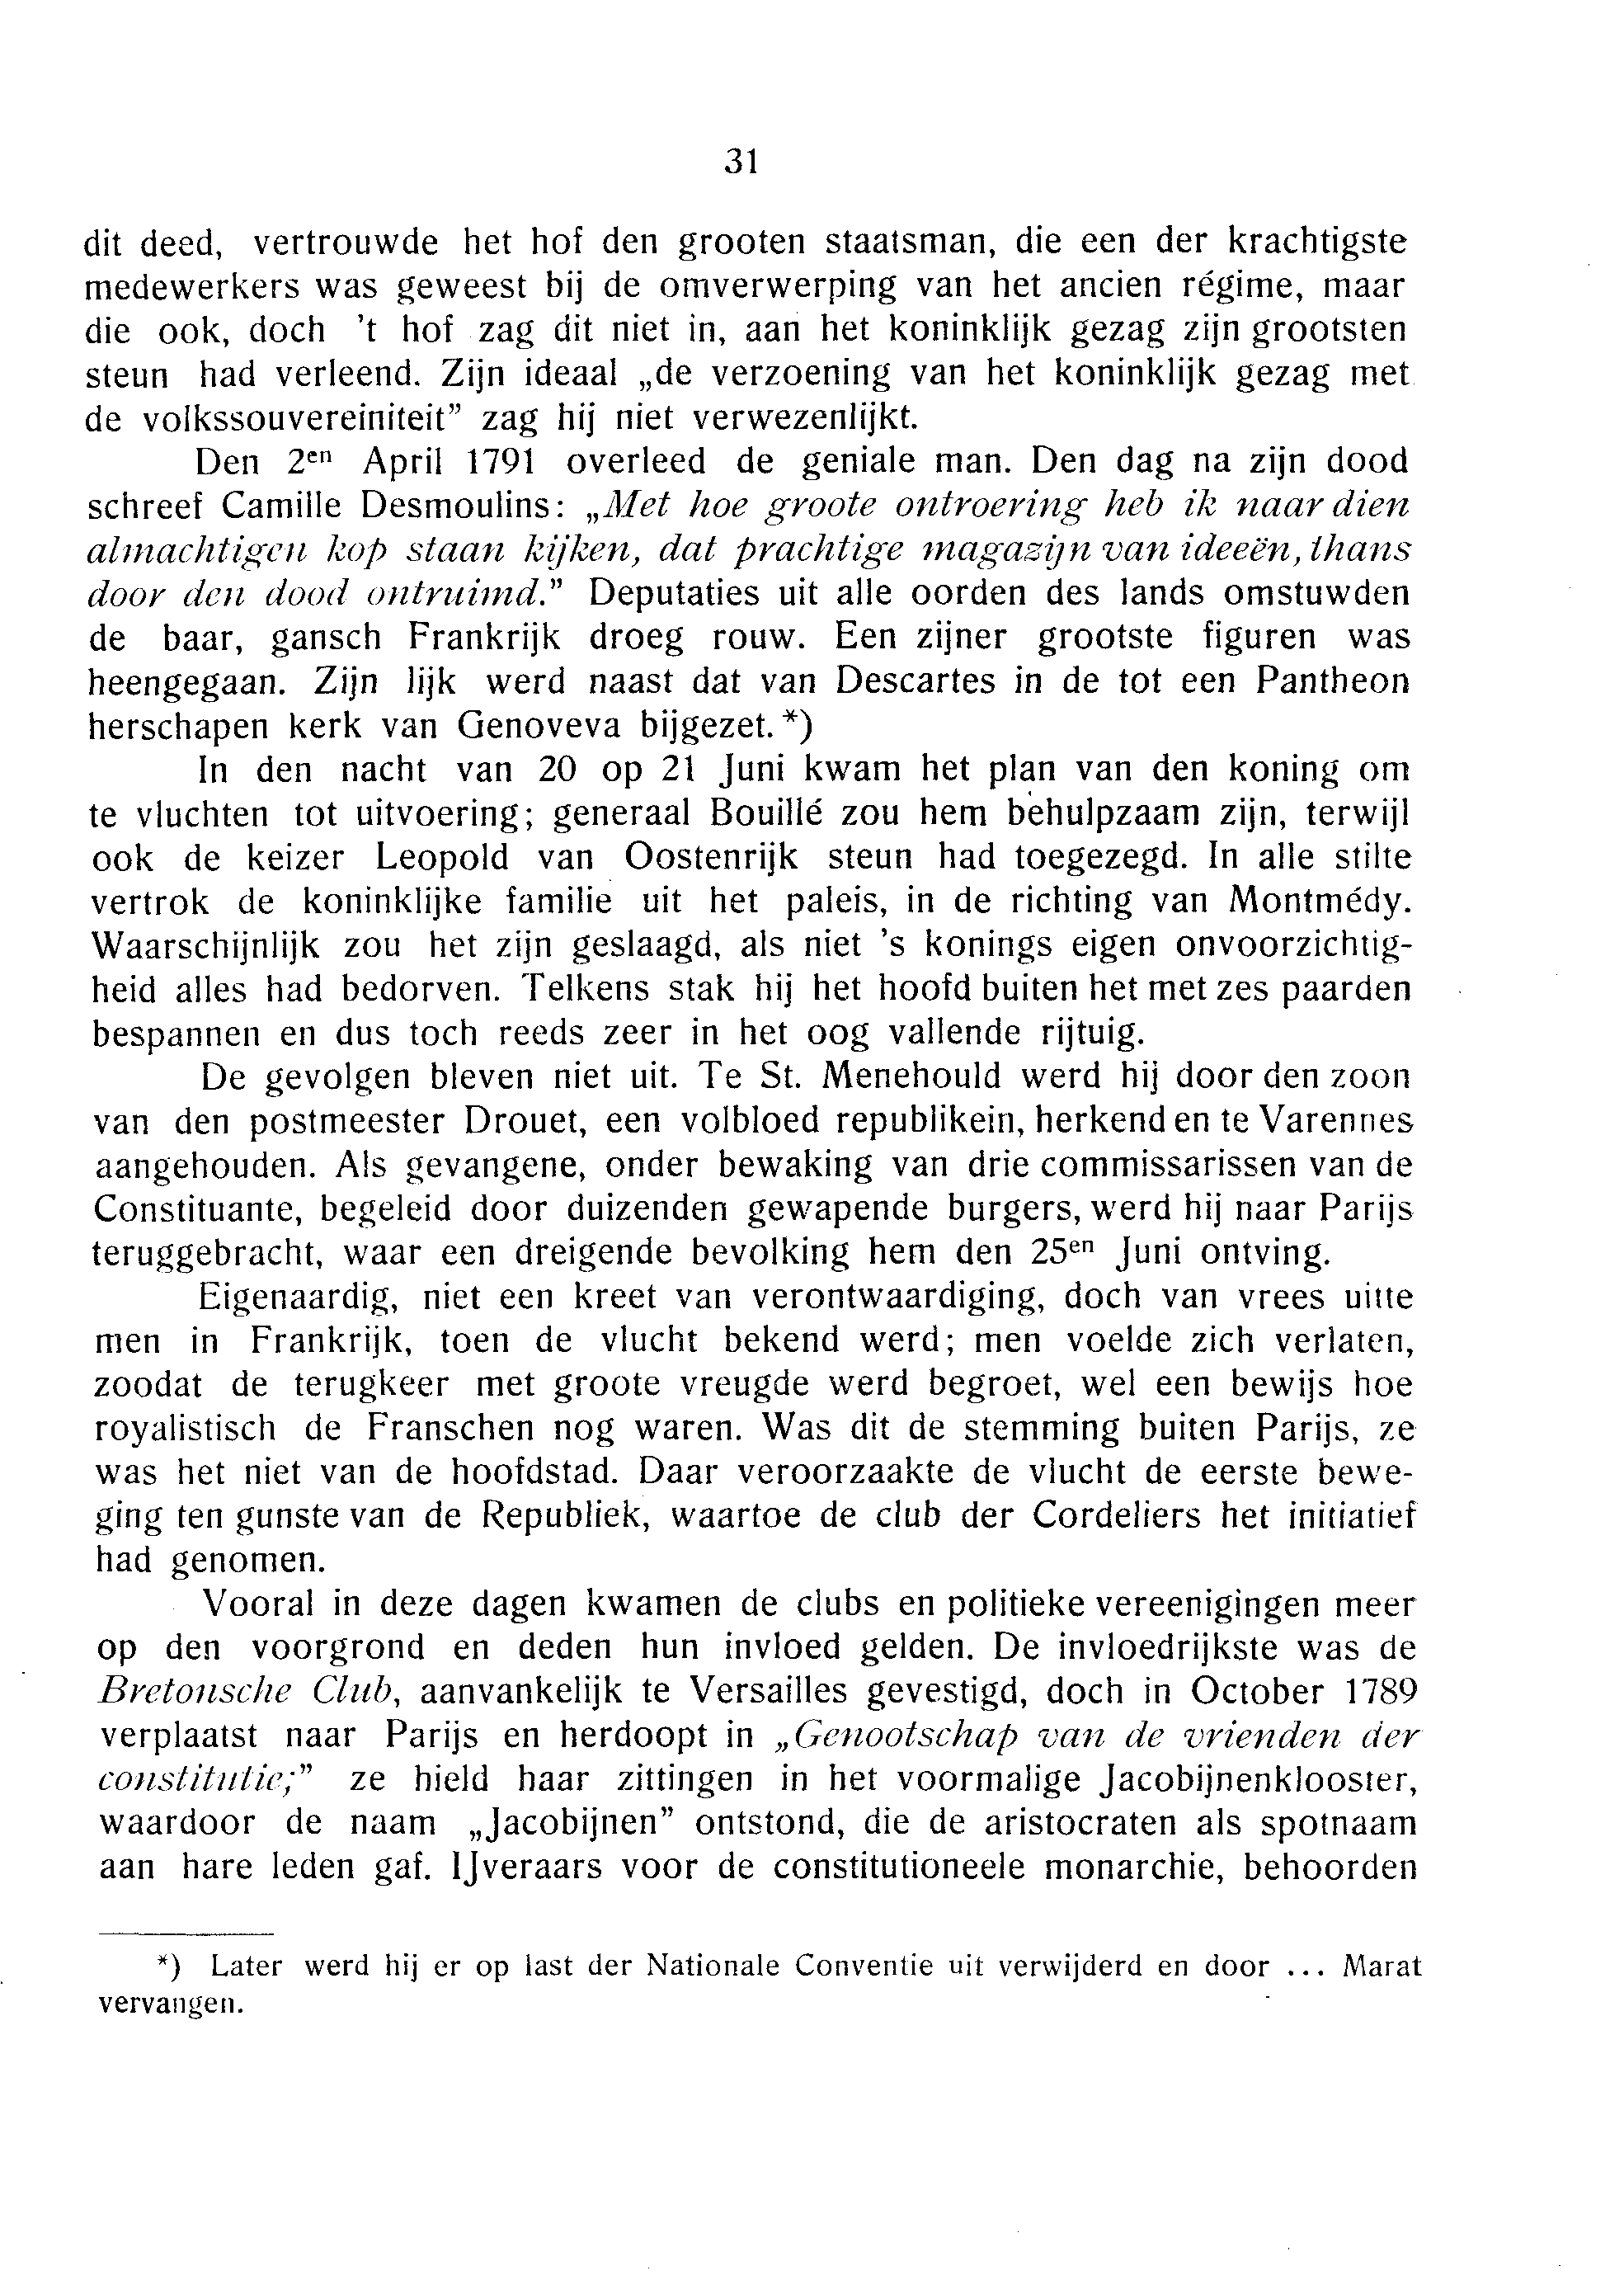 31
dit deed, vertrouwde het hof den grooten staatsman, die een der krachtigste
medewerkers was geweest bij de omverwerping van het ancien régime, maar
die ook, doch 't hof zag dit niet in, aan het koninklijk gezag zijn grootsten
steun had verleend. Zijn ideaal „de verzoening van het koninklijk gezag met
de volkssouvereiniteit” zag hij niet verwezenlijkt.
Den 2en April 1791 overleed de geniale man. Den dag na zijn dood
schreef Camille Desmoulins: „Met hoe groote ontroering heb ik naar dien
almachtigen kop staan kijken, dat prachtige magazijn van ideeën, thans
door den dood ontruimd.” Deputaties uit alle oorden des lands omstuwden
de baar, gansch Frankrijk droeg rouw. Een zijner grootste figuren was
heengegaan. Zijn lijk werd naast dat van Descartes in de tot een Pantheon
herschapen kerk van Genoveva bijgezet. *)
In den nacht van 20 op 21 Juni kwam het plan van den koning om
te vluchten tot uitvoering; generaal Bouillé zou hem behulpzaam zijn, terwijl
ook de keizer Leopold van Oostenrijk steun had toegezegd. In alle stilte
vertrok de koninklijke familie uit het paleis, in de richting van Montmédy.
Waarschijnlijk zou het zijn geslaagd, als niet 's konings eigen onvoorzichtig-
heid alles had bedorven. Telkens stak hij het hoofd buiten het met zes paarden
bespannen en dus toch reeds zeer in het oog vallende rijtuig.
De gevolgen bleven niet uit. Te St. Menehould werd hij door den zoon
van den postmeester Drouet, een volbloed republikein, herkend en te Varennes
aangehouden. Als gevangene, onder bewaking van drie commissarissen van de
Constituante, begeleid door duizenden gewapende burgers, werd hij naar Parijs
teruggebracht, waar een dreigende bevolking hem den 25en Juni ontving.
Eigenaardig, niet een kreet van verontwaardiging, doch van vrees uitte
men in Frankrijk, toen de vlucht bekend werd; men voelde zich verlaten,
zoodat de terugkeer met groote vreugde werd begroet, wel een bewijs hoe
royalistisch de Franschen nog waren. Was dit de stemming buiten Parijs, ze
was het niet van de hoofdstad. Daar veroorzaakte de vlucht de eerste bewe-
ging ten gunste van de Republiek, waartoe de club der Cordeliers het initiatief
had genomen.
Vooral in deze dagen kwamen de clubs en politieke vereenigingen meer
op den voorgrond en deden hun invloed gelden. De invloedrijkste was de
Bretonsche Club, aanvankelijk te Versailles gevestigd, doch in October 1789
verplaatst naar Parijs en herdoopt in „Genootschap van de vrienden der
constitutie;” ze hield haar zittingen in het voormalige Jacobijnenklooster,
waardoor de naam „Jacobijnen” ontstond, die de aristocraten als spotnaam
aan hare leden gaf. IJveraars voor de constitutioneele monarchie, behoorden
*) Later werd hij er op last der Nationale Conventie uit verwijderd en door ... Marat
vervangen.